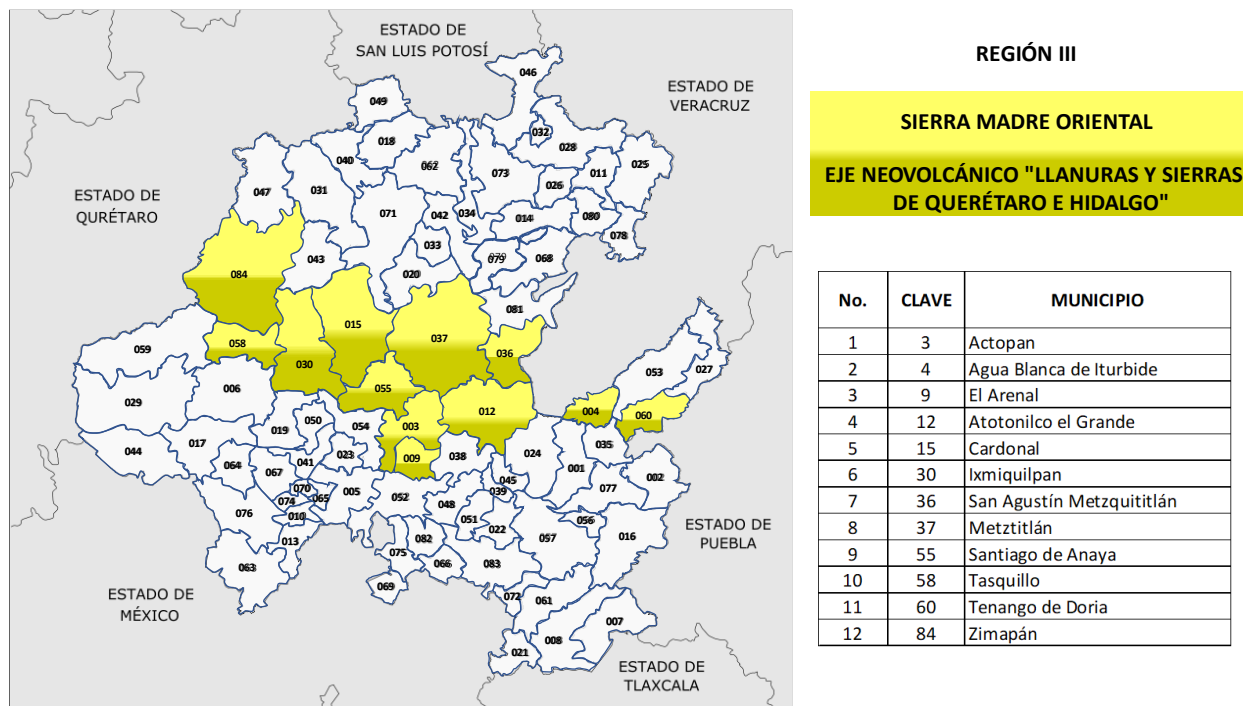 ESTADO DE
SAN LUIS POTOSÍ
046
ESTADO DE
VERACRUZ
049
032
018
028
040
062
025
073
011
026
047
031
ESTADO DE
QURÉTARO
071
042
034
014
080
033
078
043
079
068
084
020
081
015
037
058
036
059
030
053
027
055
006
029
012
004
060
050
003
019
054
017
044
035
023
024
009
038
041
064
067
001
045
002
070
039
077
005
074
065
052
048
076
010
051
056
022
082
057
016
013
075
066
083
063
069
072
061
007
008
021
ESTADO DE
PUEBLA
ESTADO DE
MÉXICO
ESTADO DE
TLAXCALA
REGIÓN III
SIERRA MADRE ORIENTAL
EJE NEOVOLCÁNICO "LLANURAS Y SIERRAS
DE QUERÉTARO E HIDALGO"
No. CLAVE MUNICIPIO
1 3 Actopan
2 4 Agua Blanca de Iturbide
3 9 El Arenal
4 12 Atotonilco el Grande
5 15 Cardonal
6 30 Ixmiquilpan
7 36 San Agustín Metzquititlán
8 37 Metztitlán
9 55 Santiago de Anaya
10 58 Tasquillo
11 60 Tenango de Doria
12 84 Zimapán